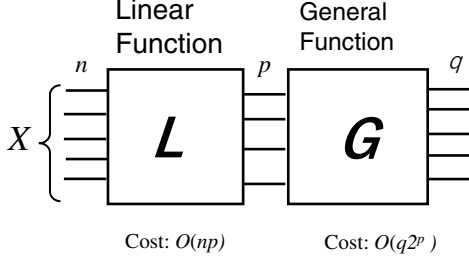 Linear
Function
General
Function
n
p
q
X
L
G
Cost: O(np)
Cost: O(q2^p )